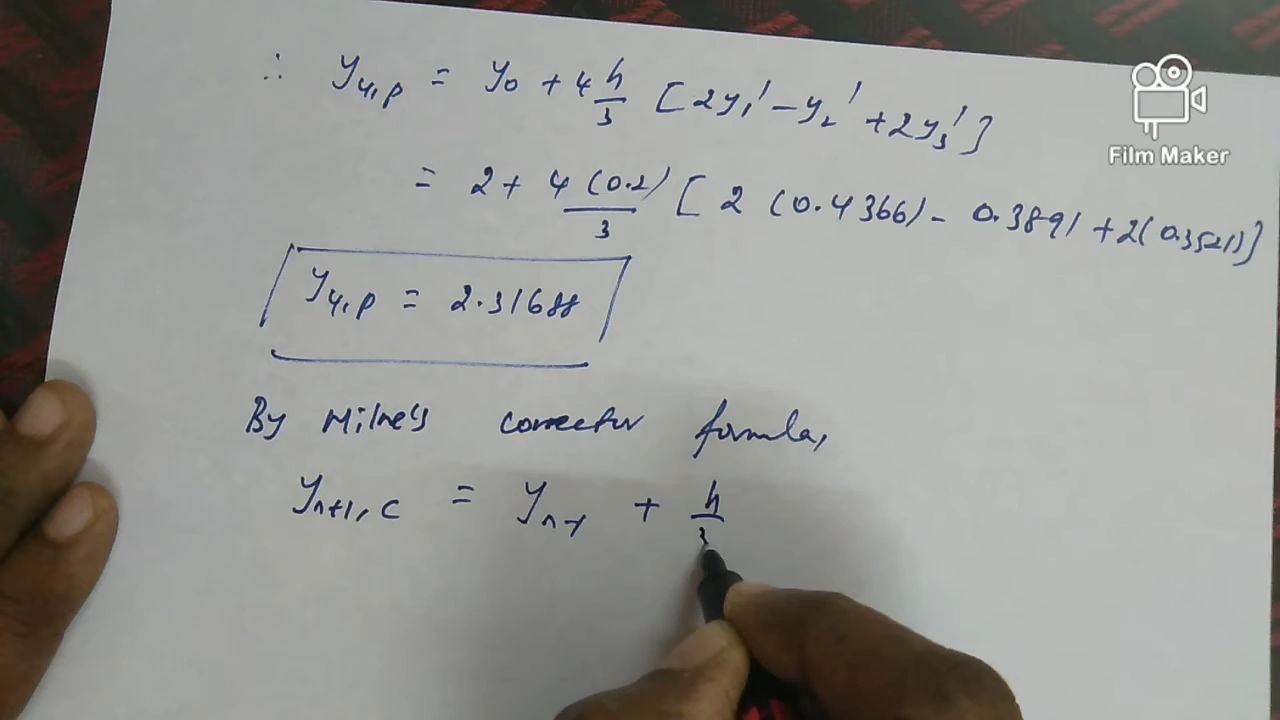 ∴ y₄,p = y₀ + 4h/3 [2y₁' - y₂' + 2y₃']
Film Maker
= 2 + 4(0.2)/3 [2(0.4366) - 0.3891 + 2(0.3521)]
y₄,p = 2.31688
By Milne's corrector formula,
yₙ₊₁,c = yₙ₋₁ + h/3